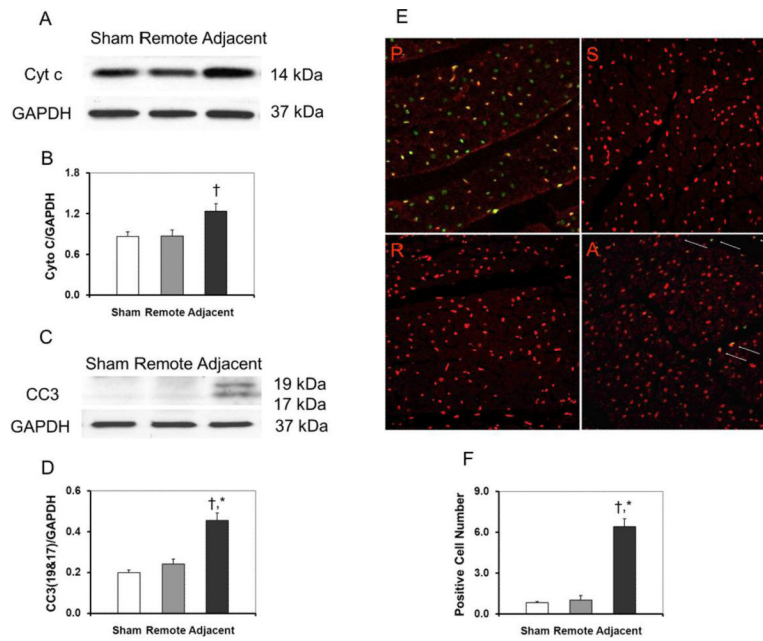 A
Sham Remote Adjacent
Cyt c
14 kDa
GAPDH
37 kDa
B
Cyto C/GAPDH
1.8
1.2
0.6
0.0
†
Sham Remote Adjacent
C
Sham Remote Adjacent
CC3
19 kDa
17 kDa
GAPDH
37 kDa
D
CC3(19&17)/GAPDH
0.6
0.4
0.2
0.0
†,*
Sham Remote Adjacent
E
P
S
R
A
F
Positive Cell Number
9.0
6.0
3.0
0.0
†,*
Sham Remote Adjacent